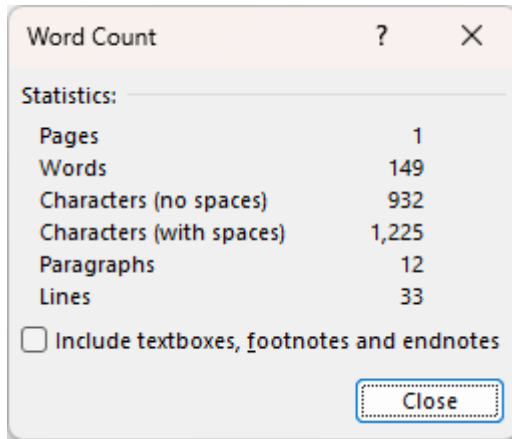 Word Count ? ×
Statistics:
Pages 1
Words 149
Characters (no spaces) 932
Characters (with spaces) 1,225
Paragraphs 12
Lines 33
Include textboxes, footnotes and endnotes
Close